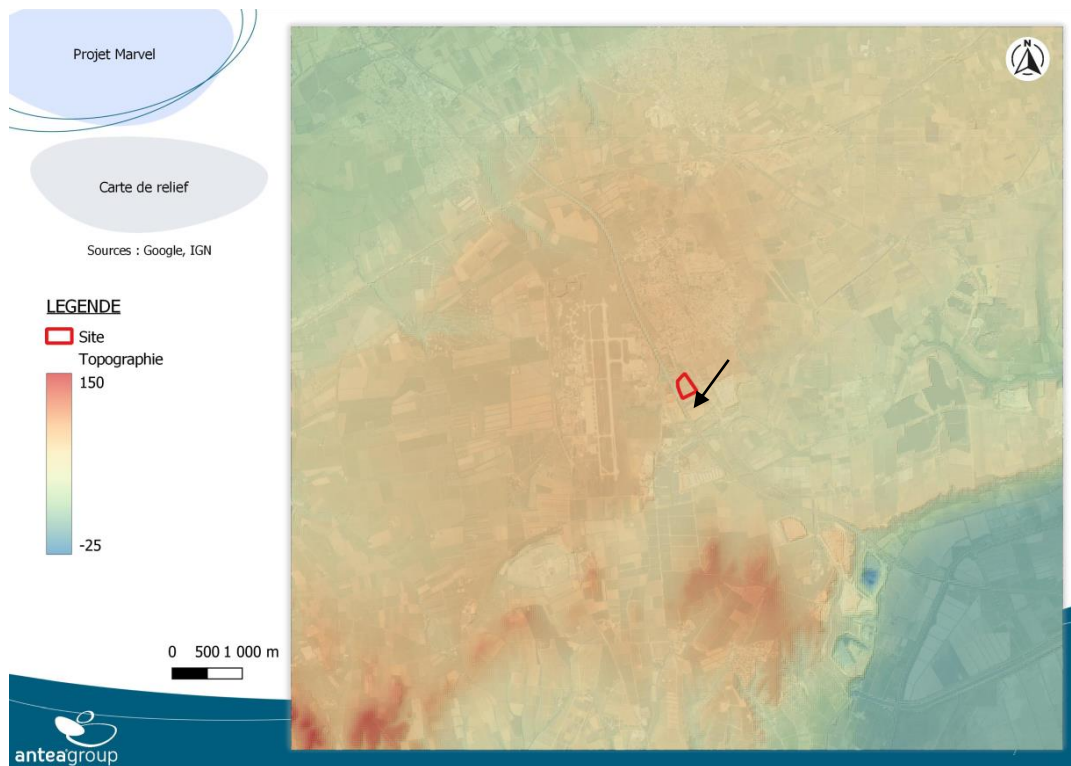 Projet Marvel
Carte de relief
Sources : Google, IGN
LEGENDE
Site
Topographie
150
-25
0 500 1 000 m
anteagroup
N